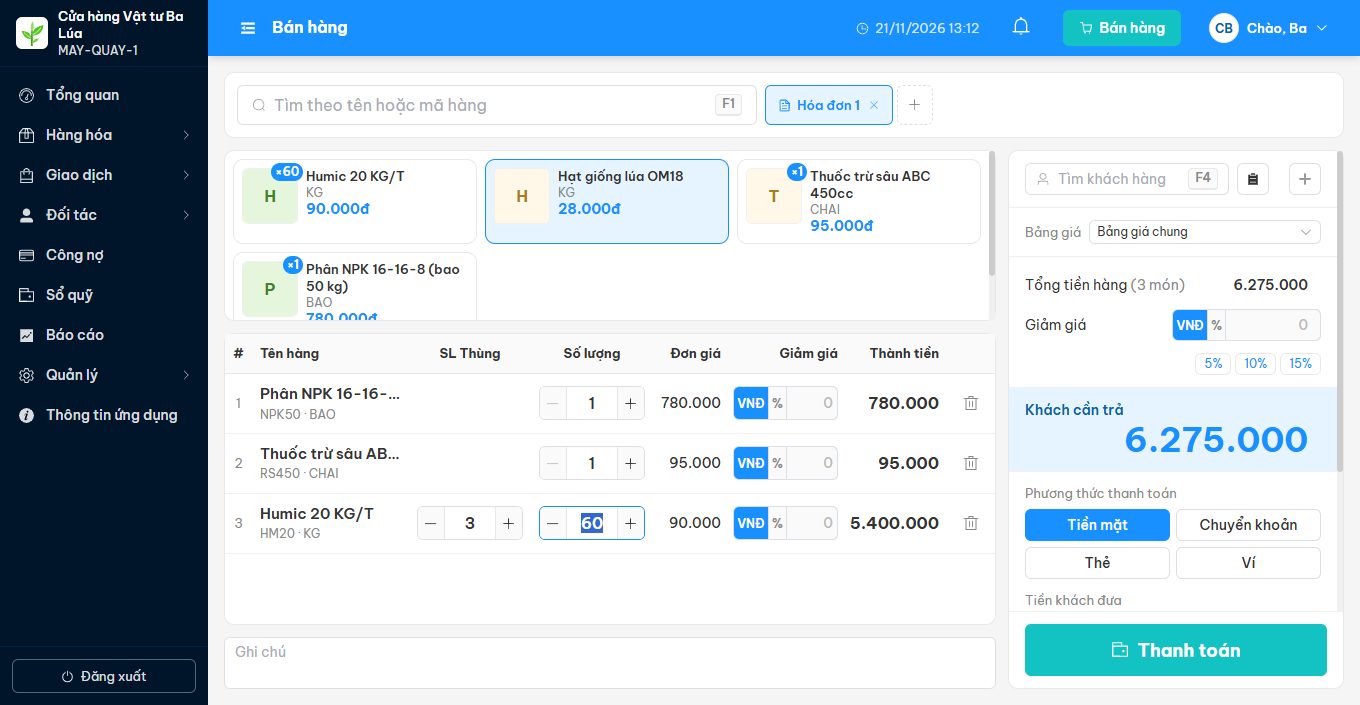 Cửa hàng Vật tư Ba
Lúa
MAY-QUAY-1
Bán hàng
21/11/2026 13:12
Bán hàng
CB
Chào, Ba
Tổng quan
Hàng hóa
Giao dịch
Đối tác
Công nợ
Sổ quỹ
Báo cáo
Quản lý
Thông tin ứng dụng
Đăng xuất
Tìm theo tên hoặc mã hàng
F1
Hóa đơn 1
H
×60
Humic 20 KG/T
KG
90.000đ
H
Hạt giống lúa OM18
KG
28.000đ
T
×1
Thuốc trừ sâu ABC
450cc
CHAI
95.000đ
P
×1
Phân NPK 16-16-8 (bao
50 kg)
BAO
780.000đ
# Tên hàng SL Thùng Số lượng Đơn giá Giảm giá Thành tiền
1 Phân NPK 16-16-... 1 780.000 VNĐ % 0 780.000
NPK50 · BAO
2 Thuốc trừ sâu AB... 1 95.000 VNĐ % 0 95.000
RS450 · CHAI
3 Humic 20 KG/T 3 60 90.000 VNĐ % 0 5.400.000
HM20 · KG
Ghi chú
Tìm khách hàng
F4
Bảng giá Bảng giá chung
Tổng tiền hàng (3 món) 6.275.000
Giảm giá VNĐ % 0
5% 10% 15%
Khách cần trả
6.275.000
Phương thức thanh toán
Tiền mặt Chuyển khoản
Thẻ Ví
Tiền khách đưa
Thanh toán